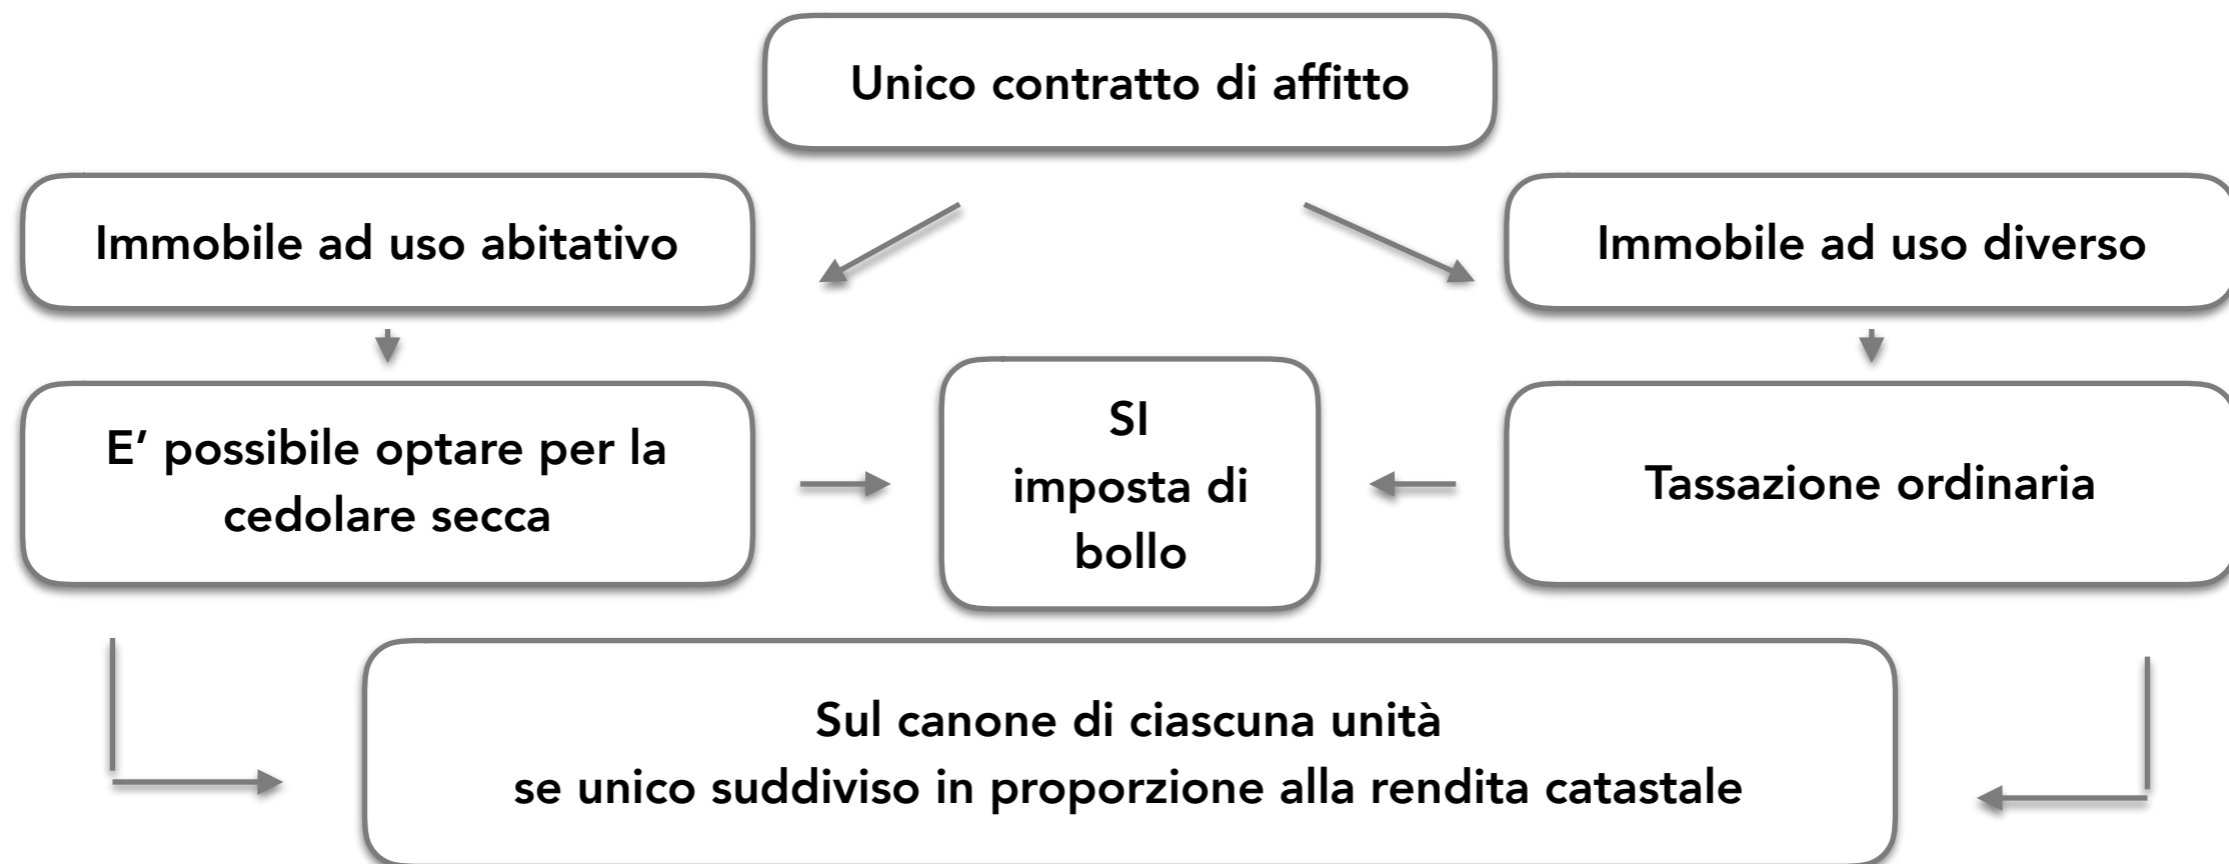 Unico contratto di affitto
Immobile ad uso abitativo
Immobile ad uso diverso
E’ possibile optare per la
cedolare secca
SI
imposta di
bollo
Tassazione ordinaria
Sul canone di ciascuna unità
se unico suddiviso in proporzione alla rendita catastale